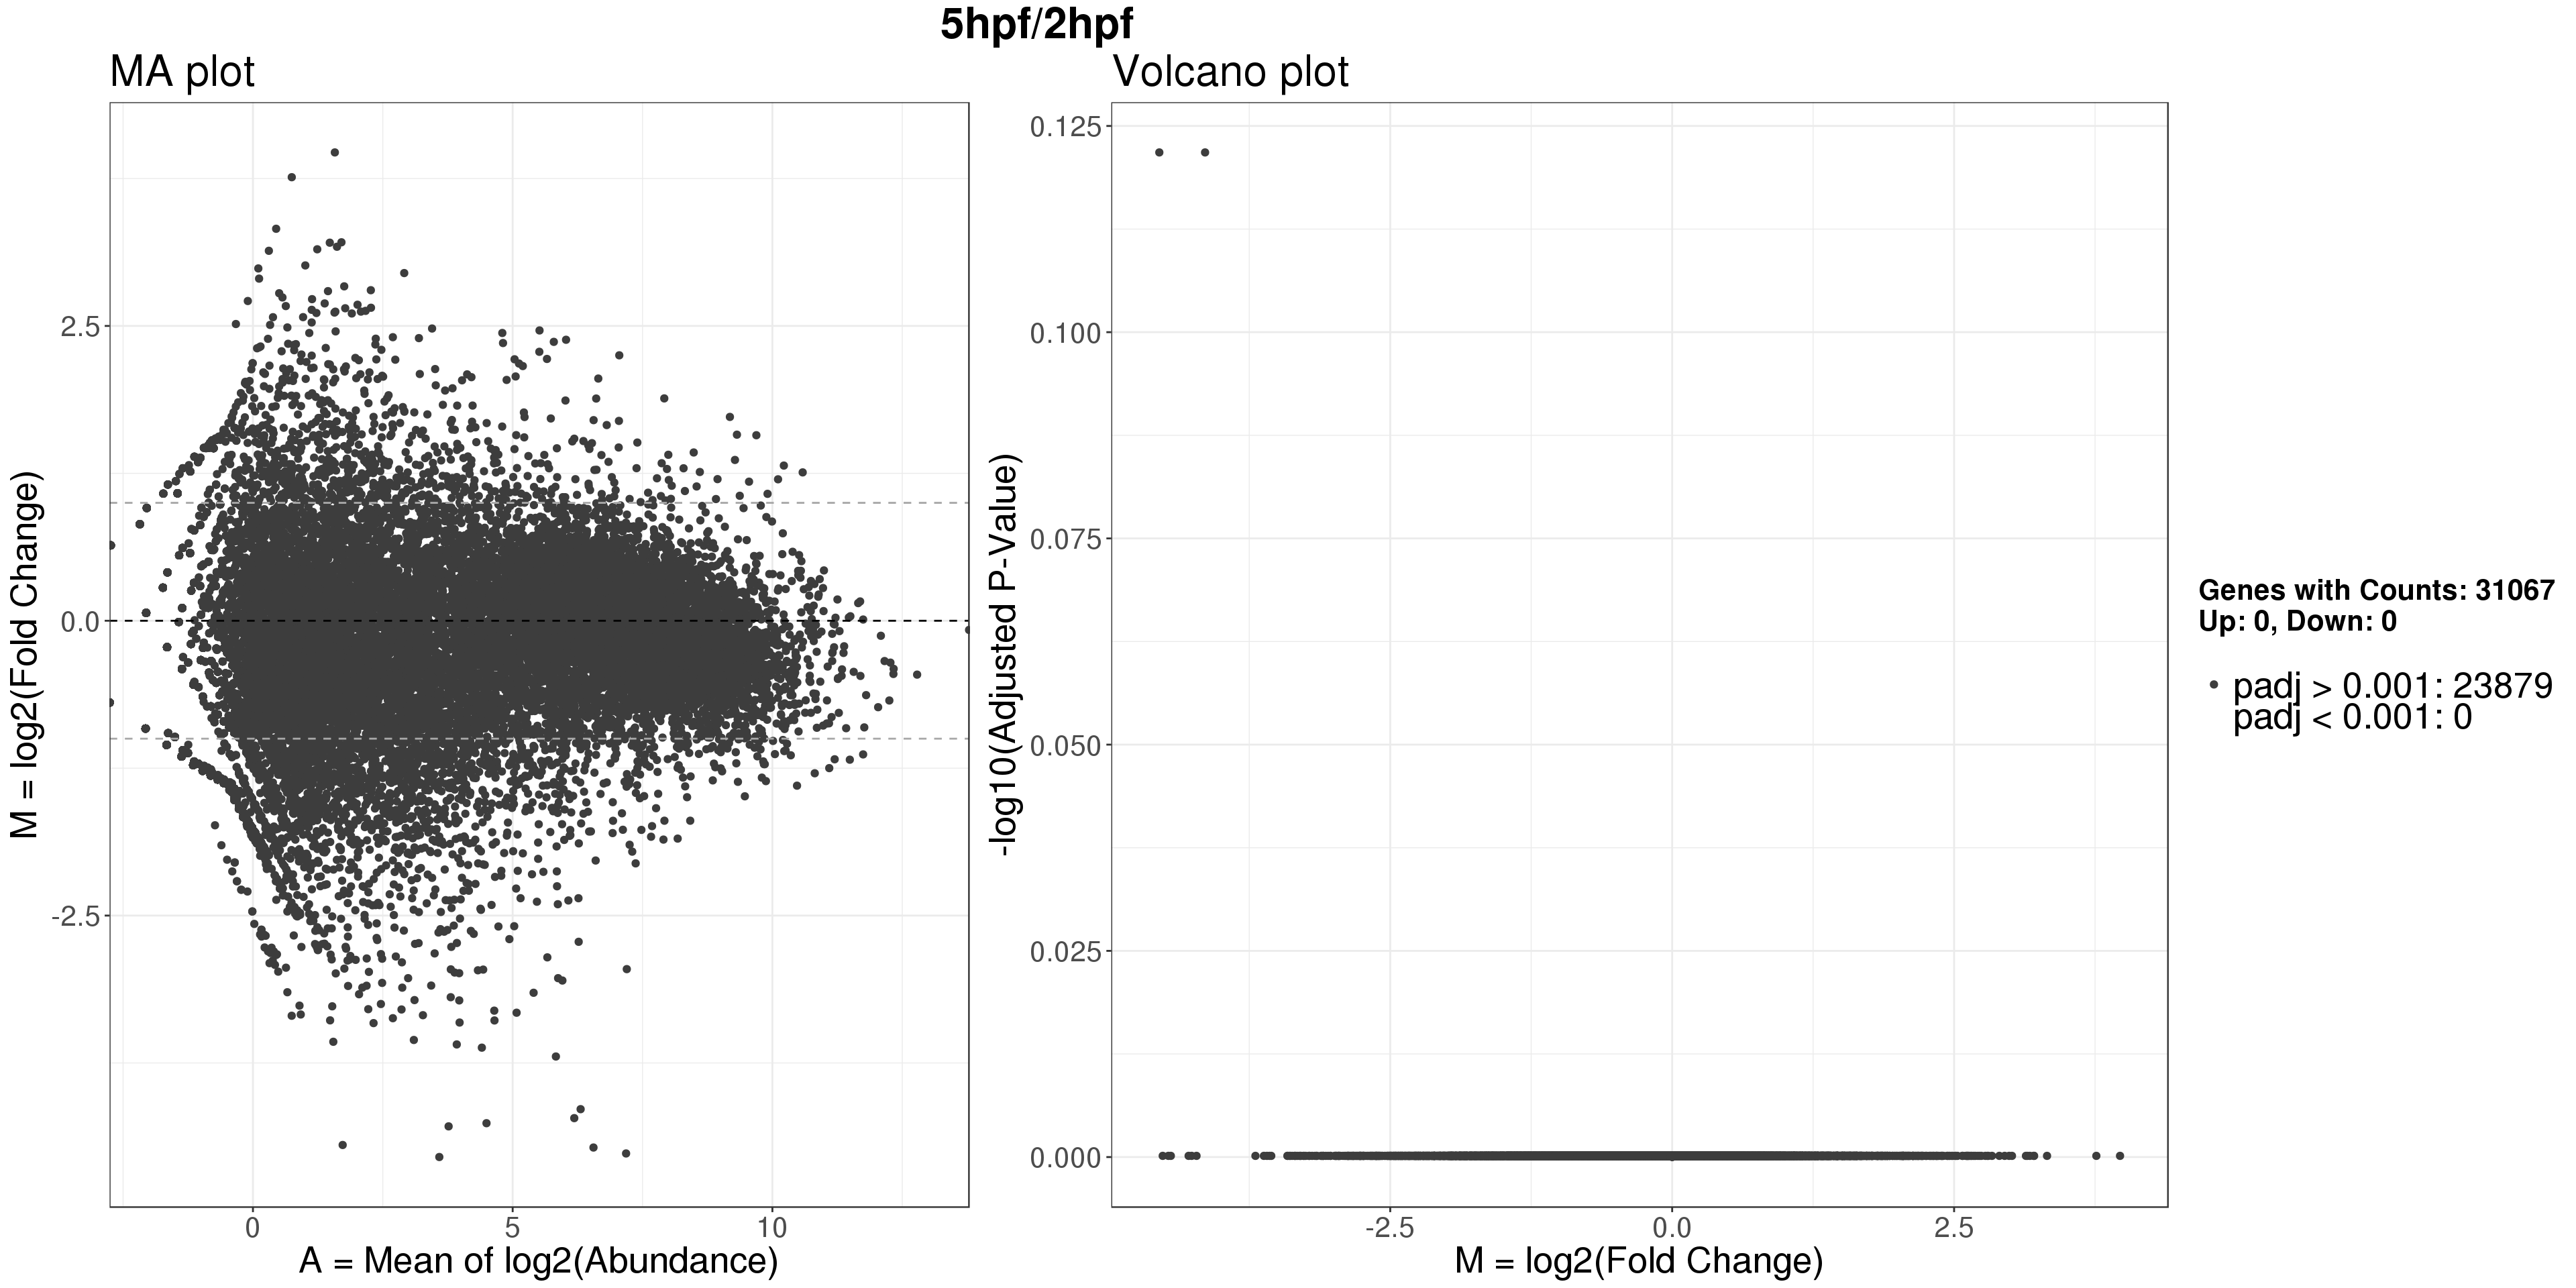 5hpf/2hpf
MA plot
M = log2(Fold Change)
2.5
0.0
-2.5
0
5
10
A = Mean of log2(Abundance)
Volcano plot
-log10(Adjusted P-Value)
0.125
0.100
0.075
0.050
0.025
0.000
-2.5
0.0
2.5
M = log2(Fold Change)
Genes with Counts: 31067
Up: 0, Down: 0
padj > 0.001: 23879
padj < 0.001: 0